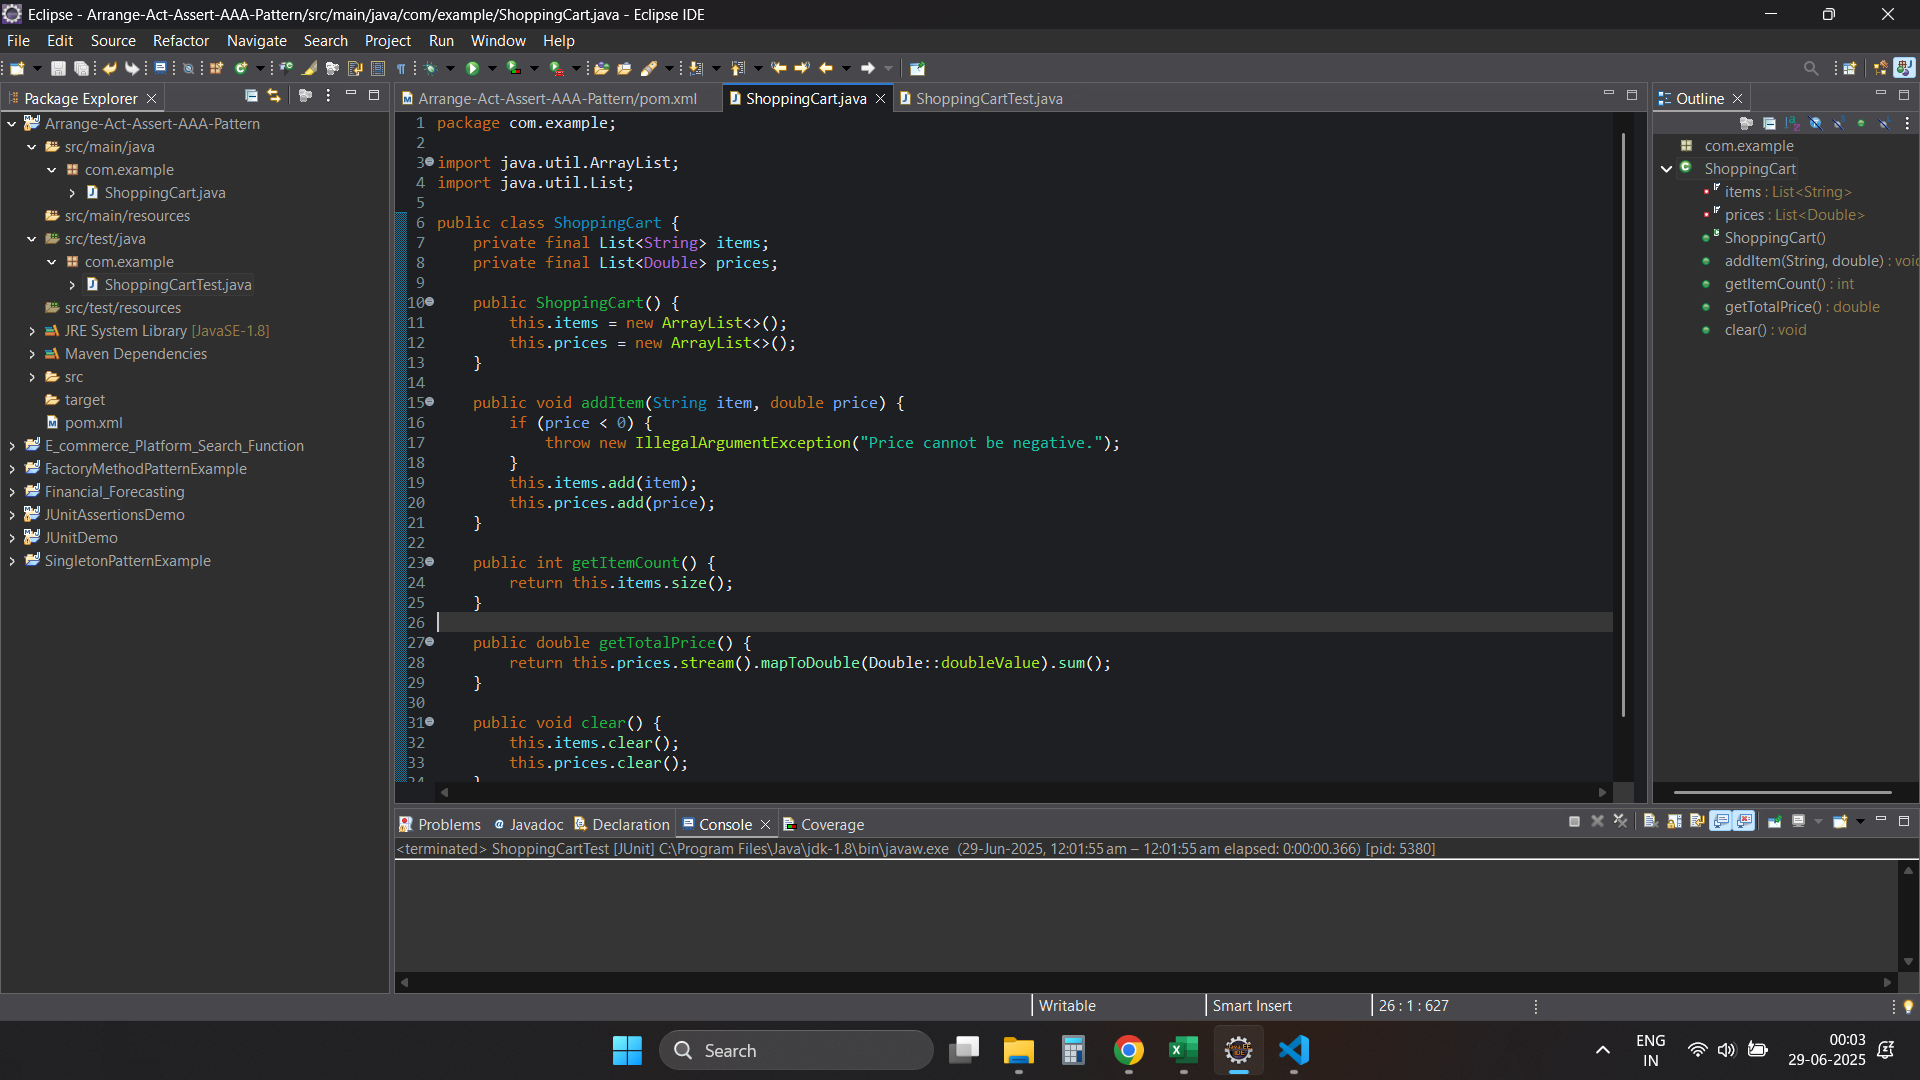 Eclipse - Arrange-Act-Assert-AAA-Pattern/src/main/java/com/example/ShoppingCart.java - Eclipse IDE
File Edit Source Refactor Navigate Search Project Run Window Help
Package Explorer
Arrange-Act-Assert-AAA-Pattern
src/main/java
com.example
ShoppingCart.java
src/main/resources
src/test/java
com.example
ShoppingCartTest.java
src/test/resources
JRE System Library [JavaSE-1.8]
Maven Dependencies
src
target
pom.xml
E_commerce_Platform_Search_Function
FactoryMethodPatternExample
Financial_Forecasting
JUnitAssertionsDemo
JUnitDemo
SingletonPatternExample
Arrange-Act-Assert-AAA-Pattern/pom.xml ShoppingCart.java ShoppingCartTest.java
1 package com.example;
2
3 import java.util.ArrayList;
4 import java.util.List;
5
6 public class ShoppingCart {
7     private final List<String> items;
8     private final List<Double> prices;
9
10     public ShoppingCart() {
11         this.items = new ArrayList<>();
12         this.prices = new ArrayList<>();
13     }
14
15     public void addItem(String item, double price) {
16         if (price < 0) {
17             throw new IllegalArgumentException("Price cannot be negative.");
18         }
19         this.items.add(item);
20         this.prices.add(price);
21     }
22
23     public int getItemCount() {
24         return this.items.size();
25     }
26
27     public double getTotalPrice() {
28         return this.prices.stream().mapToDouble(Double::doubleValue).sum();
29     }
30
31     public void clear() {
32         this.items.clear();
33         this.prices.clear();
34     }
Outline
com.example
ShoppingCart
items : List<String>
prices : List<Double>
ShoppingCart()
addItem(String, double) : voi
getItemCount() : int
getTotalPrice() : double
clear() : void
Problems Javadoc Declaration Console Coverage
<terminated> ShoppingCartTest [JUnit] C:\Program Files\Java\jdk-1.8\bin\javaw.exe (29-Jun-2025, 12:01:55 am – 12:01:55 am elapsed: 0:00:00.366) [pid: 5380]
Writable Smart Insert 26 : 1 : 627
Search
ENG
IN
00:03
29-06-2025